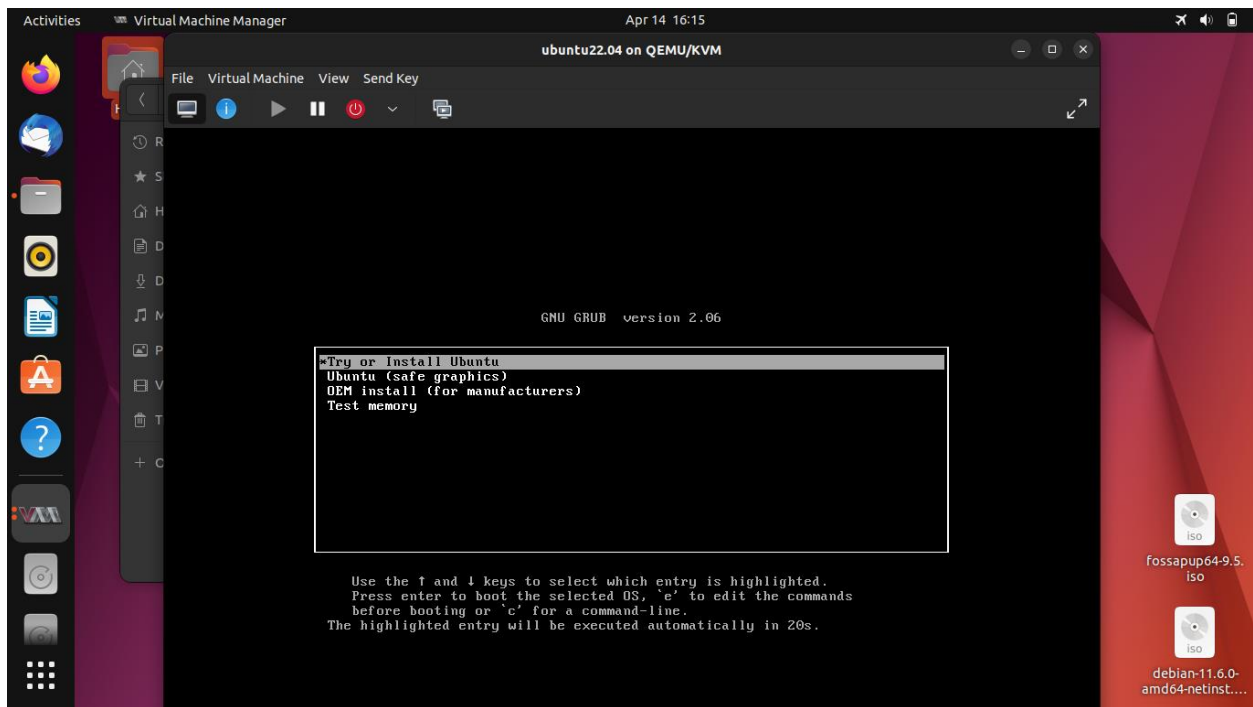 Activities Virtual Machine Manager Apr 14 16:15
ubuntu22.04 on QEMU/KVM
File Virtual Machine View Send Key
R
S
H
D
D
M
P
V
T
GNU GRUB version 2.06
*Try or Install Ubuntu
Ubuntu (safe graphics)
OEM install (for manufacturers)
Test memory
Use the ↑ and ↓ keys to select which entry is highlighted.
Press enter to boot the selected OS, `e' to edit the commands
before booting or `c' for a command-line.
The highlighted entry will be executed automatically in 20s.
iso
fossapup64-9.5.
iso
iso
debian-11.6.0-
amd64-netinst....